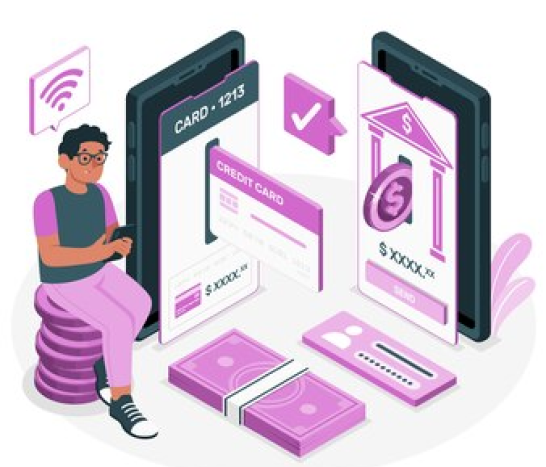 CARD • 1213
CREDIT CARD
$ XXXX.xx
$
$
$ XXXX.xx
SEND